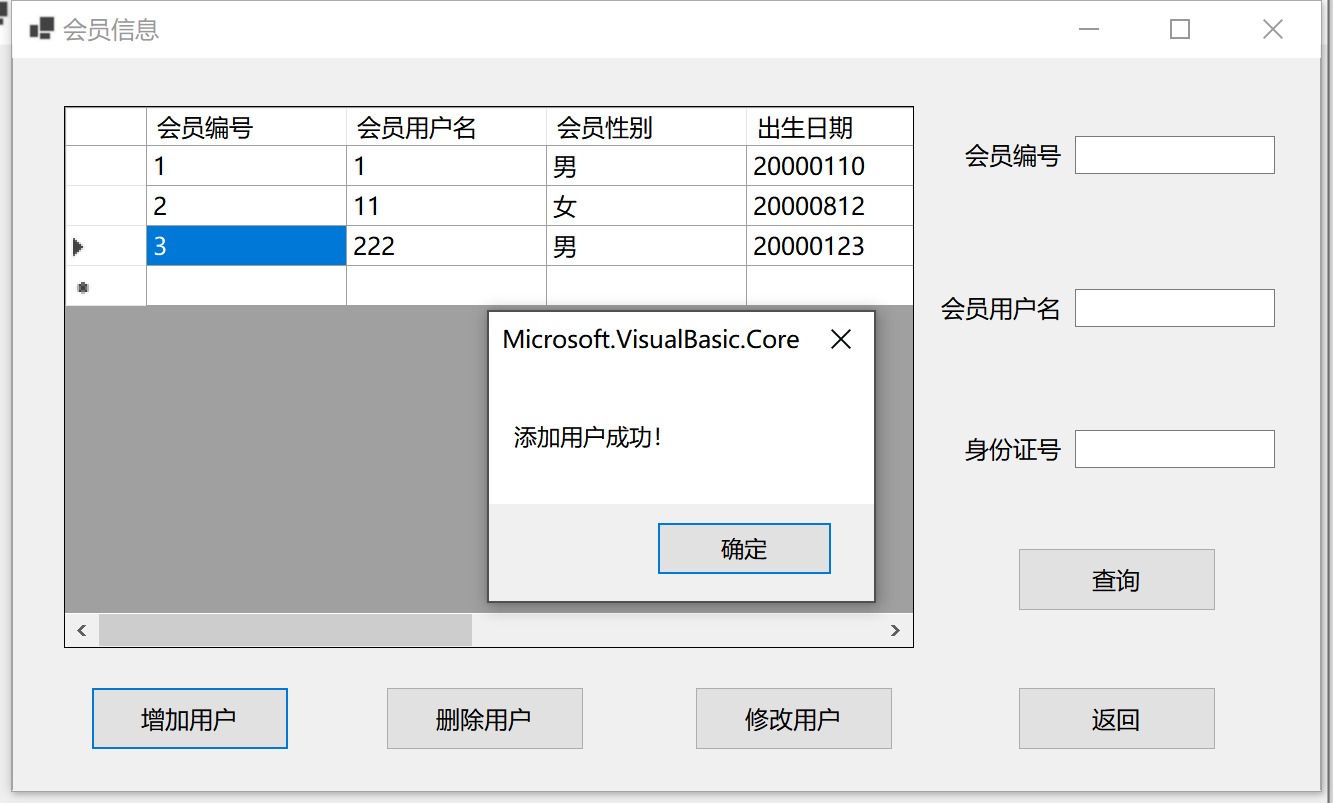 会员信息
会员编号 会员用户名 会员性别 出生日期
1 1 男 20000110
2 11 女 20000812
3 222 男 20000123
会员编号
会员用户名
身份证号
Microsoft.VisualBasic.Core
添加用户成功!
确定
查询
增加用户 删除用户 修改用户 返回